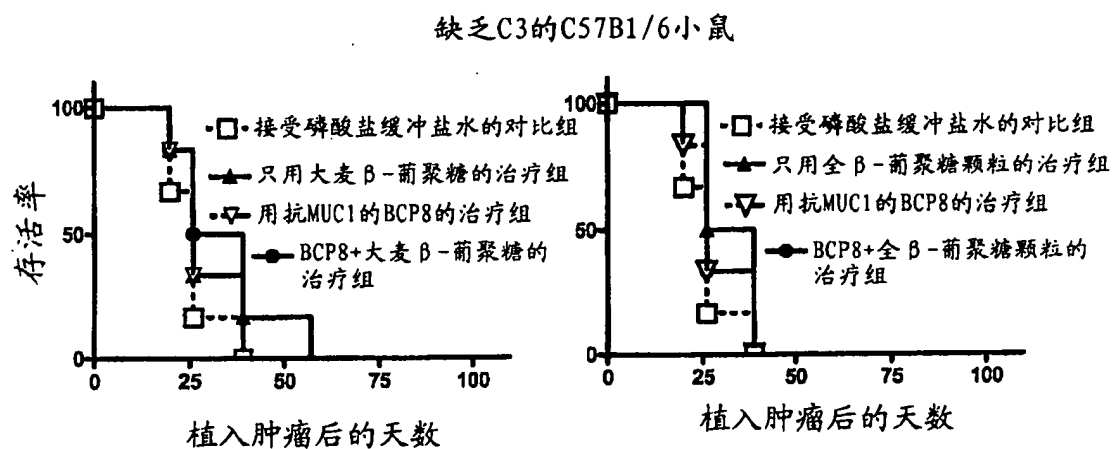 缺乏C3的C57B1/6小鼠
存活率
100
50
0
接受磷酸盐缓冲盐水的对比组
只用大麦β-葡聚糖的治疗组
用抗MUC1的BCP8的治疗组
BCP8+大麦β-葡聚糖的
治疗组
0 25 50 75 100
植入肿瘤后的天数
100
50
0
接受磷酸盐缓冲盐水的对比组
只用全β-葡聚糖颗粒的治疗组
用抗MUC1的BCP8的治疗组
BCP8+全β-葡聚糖颗粒的
治疗组
0 25 50 75 100
植入肿瘤后的天数